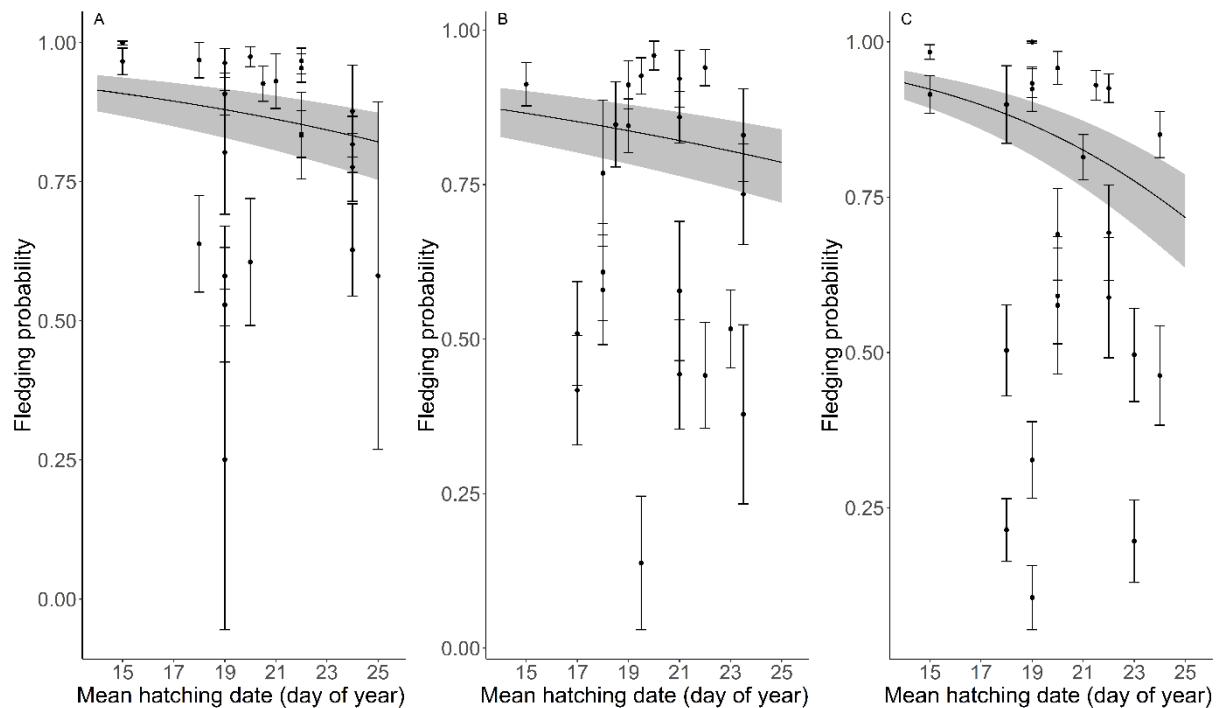 A
1.00
0.75
0.50
0.25
0.00
Fledging probability
15 17 19 21 23 25
Mean hatching date (day of year)
B
1.00
0.75
0.50
0.25
0.00
Fledging probability
15 17 19 21 23 25
Mean hatching date (day of year)
C
1.00
0.75
0.50
0.25
Fledging probability
15 17 19 21 23 25
Mean hatching date (day of year)